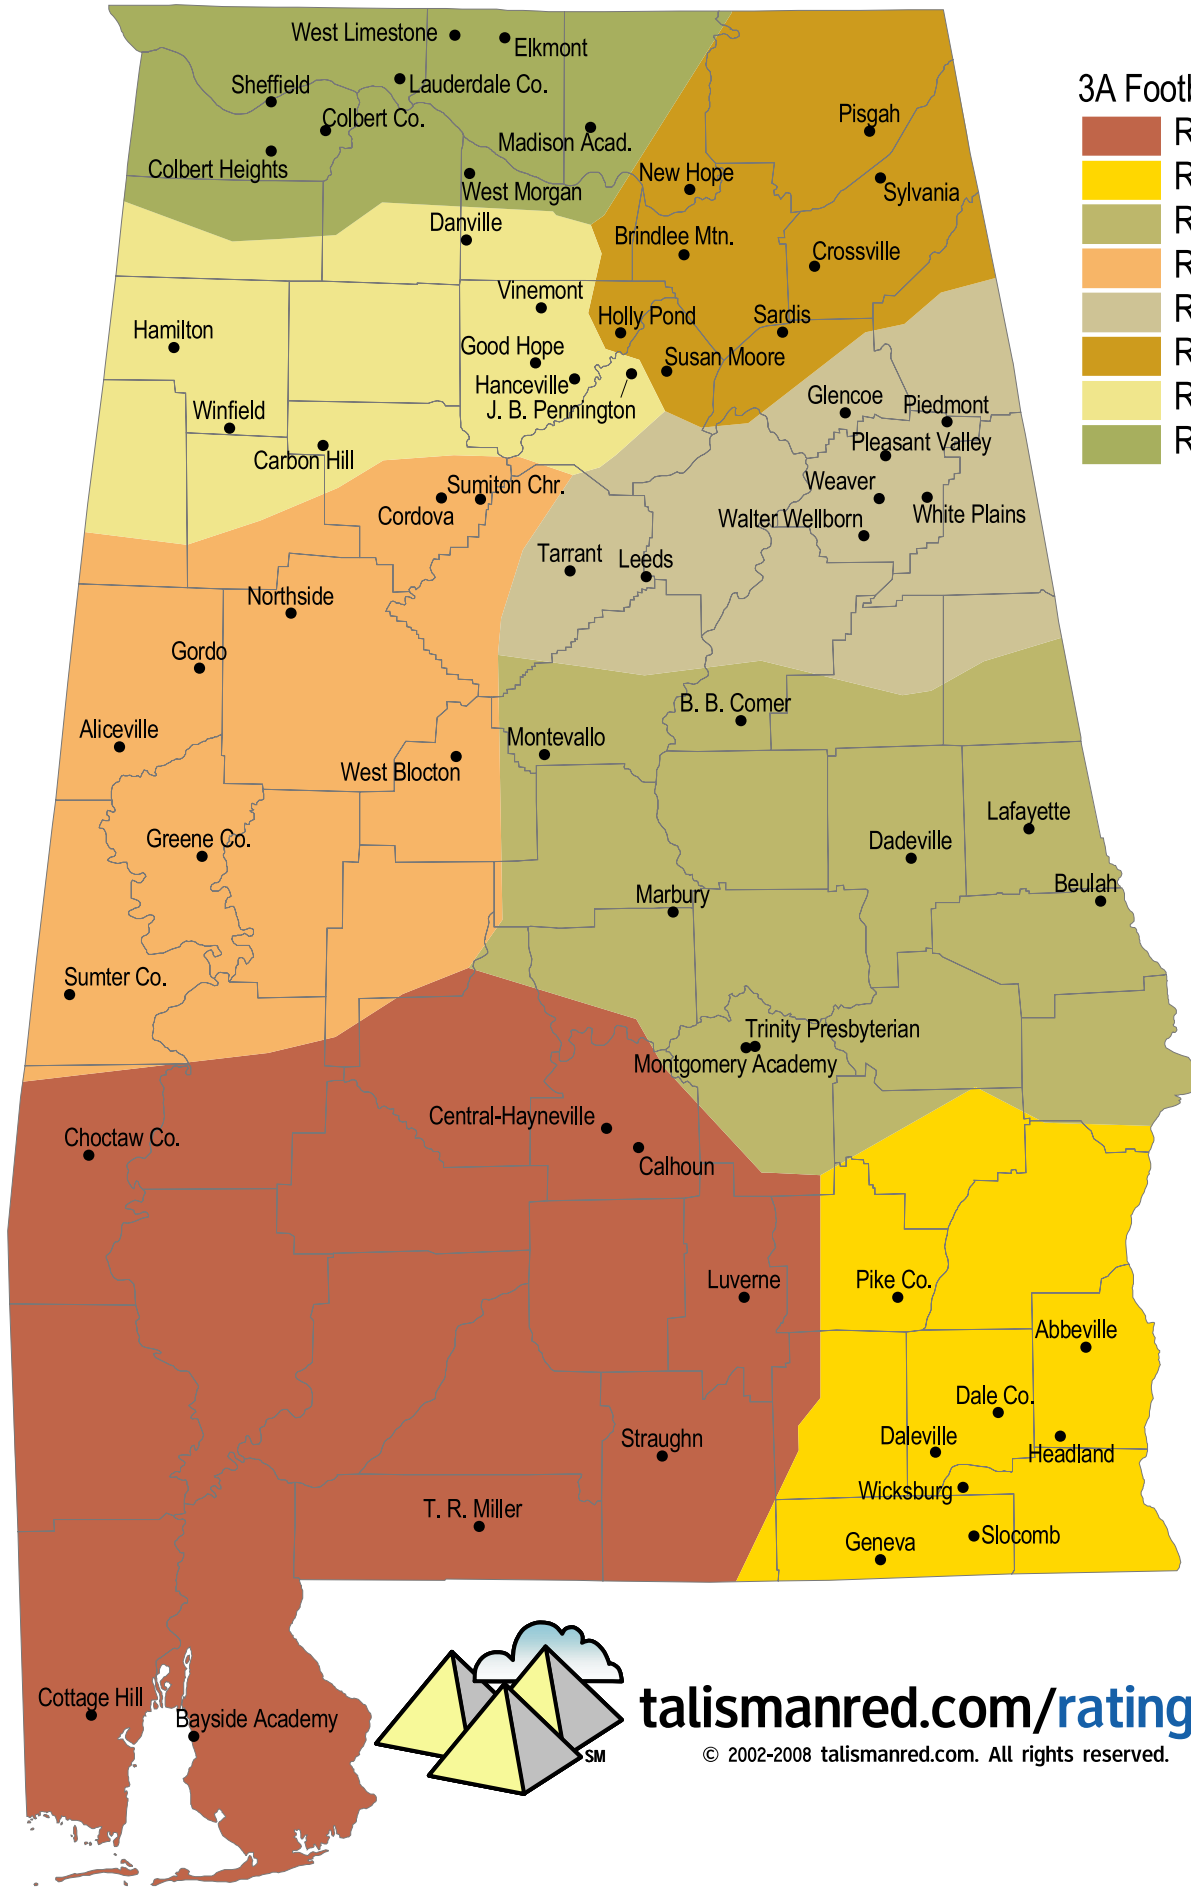 West Limestone
Elkmont
Sheffield
Lauderdale Co.
Colbert Co.
Madison Acad.
Colbert Heights
West Morgan
Danville
Pisgah
New Hope
Sylvania
Brindlee Mtn.
Crossville
Vinemont
Holly Pond
Sardis
Hamilton
Good Hope
Susan Moore
Hanceville
J. B. Pennington
Winfield
Carbon Hill
Glencoe
Piedmont
Pleasant Valley
Weaver
White Plains
Walter Wellborn
Sumiton Chr.
Cordova
Tarrant
Leeds
Northside
Gordo
Aliceville
West Blocton
Greene Co.
Sumter Co.
B. B. Comer
Montevallo
Lafayette
Dadeville
Beulah
Marbury
Trinity Presbyterian
Montgomery Academy
Central-Hayneville
Calhoun
Choctaw Co.
Luverne
Pike Co.
Abbeville
Dale Co.
Daleville
Headland
Straughn
Wicksburg
T. R. Miller
Slocomb
Geneva
Cottage Hill
Bayside Academy
3A Footb
R
R
R
R
R
R
R
R
SM
talismanred.com/rating
© 2002-2008 talismanred.com. All rights reserved.